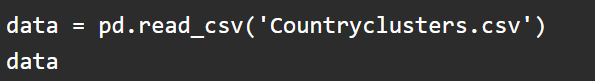 data = pd.read_csv('Countryclusters.csv')
data